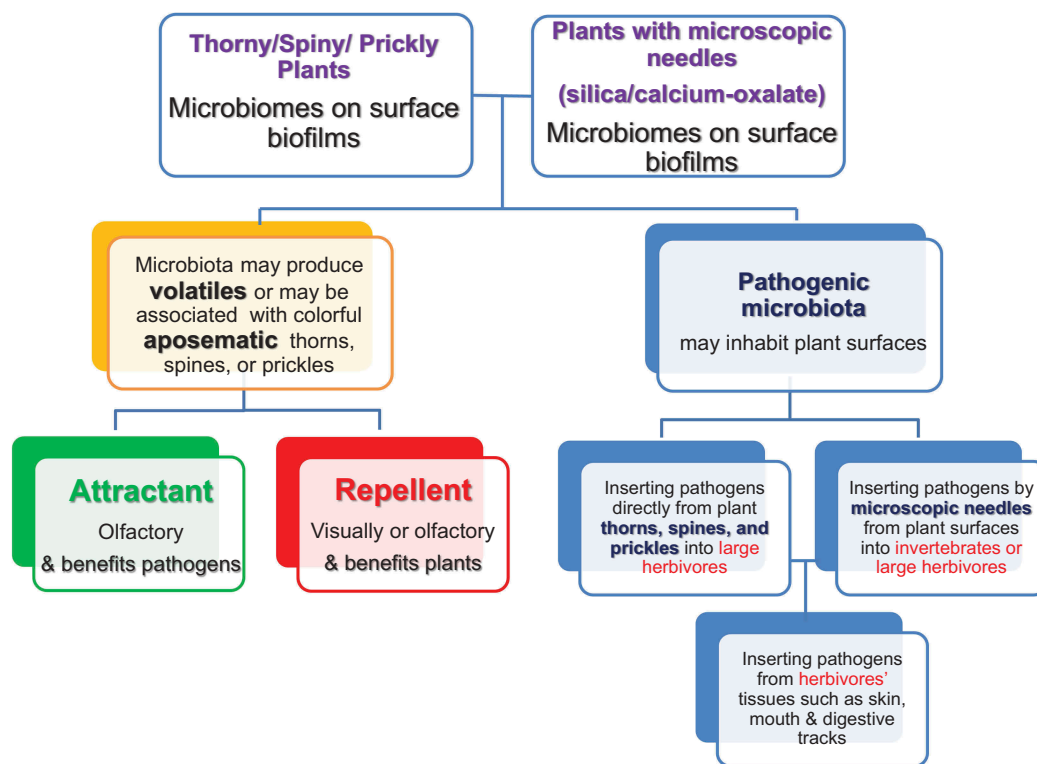 Thorny/Spiny/ Prickly
Plants
Microbiomes on surface
biofilms
Plants with microscopic
needles
(silica/calcium-oxalate)
Microbiomes on surface
biofilms
Microbiota may produce
volatiles or may be
associated with colorful
aposematic thorns,
spines, or prickles
Pathogenic
microbiota
may inhabit plant surfaces
Attractant
Olfactory
& benefits pathogens
Repellent
Visually or olfactory
& benefits plants
Inserting pathogens
directly from plant
thorns, spines, and
prickles into large
herbivores
Inserting pathogens by
microscopic needles
from plant surfaces
into invertebrates or
large herbivores
Inserting pathogens
from herbivores'
tissues such as skin,
mouth & digestive
tracks